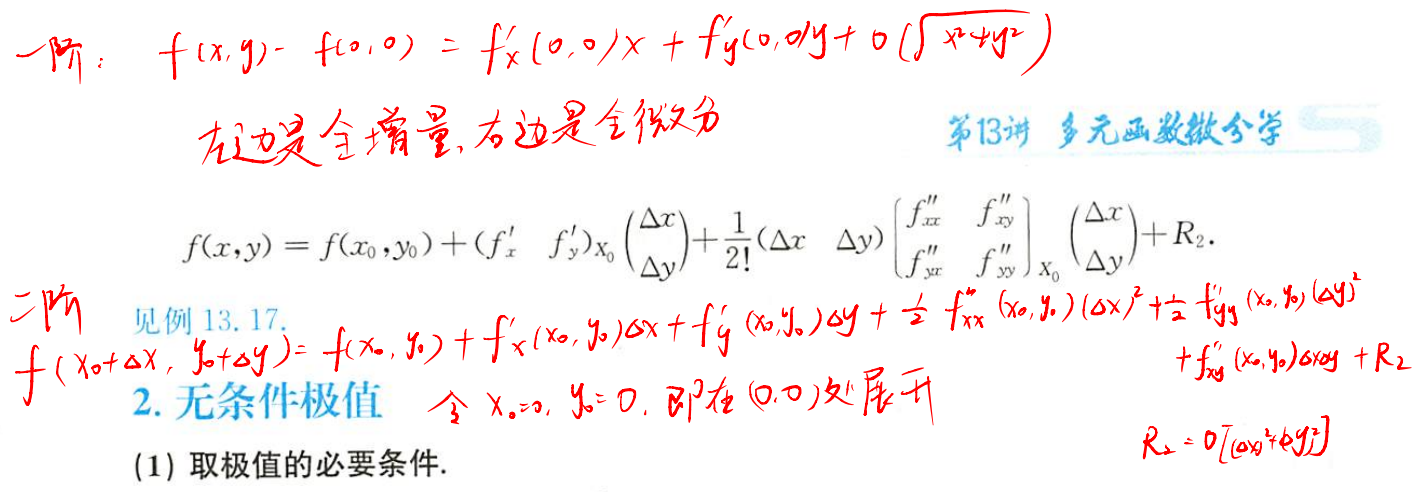 一阶: f(x,y) - f(0,0) = f'x(0,0)x + f'y(0,0)y + o(√x²+y²)
左边是全增量,右边是全微分
第13讲 多元函数微分学
f(x,y) = f(x₀,y₀) + (f'x f'y)X₀ (Δx Δy) + 1/2! (Δx Δy) [f''xx f''xy f''yx f''yy]X₀ (Δx Δy) + R₂.
二阶
见例 13.17.
f(x₀+Δx, y₀+Δy) = f(x₀,y₀) + f'x(x₀,y₀)Δx + f'y(x₀,y₀)Δy + 1/2 f''xx(x₀,y₀)(Δx)² + 1/2 f''yy(x₀,y₀)(Δy)²
+ f''xy(x₀,y₀)ΔxΔy + R₂
2. 无条件极值
令 x₀=0, y₀=0, 即在(0,0)处展开
R₂ = o[(Δx)²+(Δy)²]
(1) 取极值的必要条件.